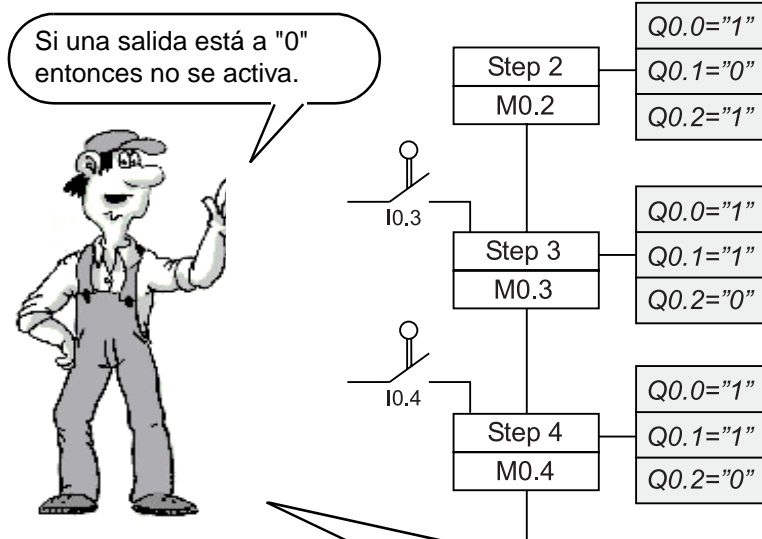 Si una salida está a "0"
entonces no se activa.
Step 2
M0.2
Q0.0="1"
Q0.1="0"
Q0.2="1"
I0.3
Step 3
M0.3
Q0.0="1"
Q0.1="1"
Q0.2="0"
I0.4
Step 4
M0.4
Q0.0="1"
Q0.1="1"
Q0.2="0"